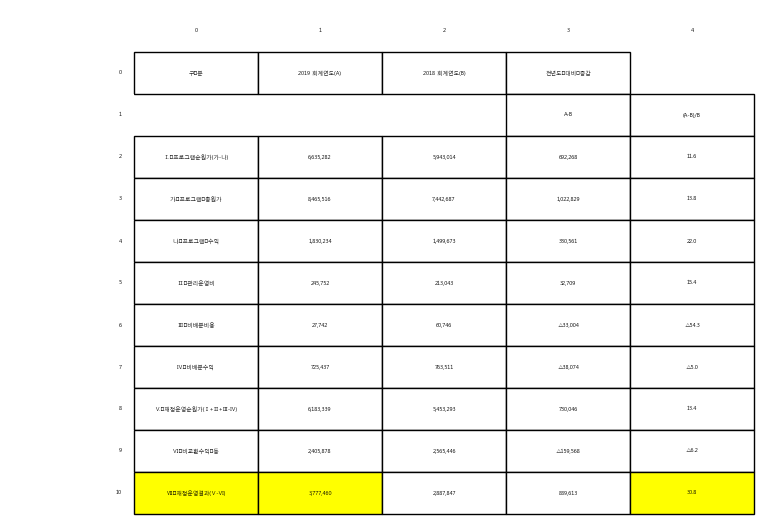 0 1 2 3 4
0 구□분 2019 회계연도(A) 2018 회계연도(B) 전년도□대비□증감
1 A-B (A-B)/B
2 Ⅰ.□프로그램순원가(가-나) 6,635,282 5,943,014 692,268 11.6
3 가□프로그램□총원가 8,465,516 7,442,687 1,022,829 13.8
4 나□프로그램□수익 1,830,234 1,499,673 330,561 22.0
5 Ⅱ□관리운영비 245,752 213,043 32,709 15.4
6 Ⅲ□비배분비용 27,742 60,746 △33,004 △54.3
7 Ⅳ□비배분수익 725,437 763,511 △38,074 △5.0
8 Ⅴ.□재정운영순원가(Ⅰ+Ⅱ+Ⅲ-Ⅳ) 6,183,339 5,453,293 730,046 13.4
9 Ⅵ□비교환수익□등 2,405,878 2,565,446 △159,568 △6.2
10 Ⅶ□재정운영결과(Ⅴ-Ⅵ) 3,777,460 2,887,847 889,613 30.8